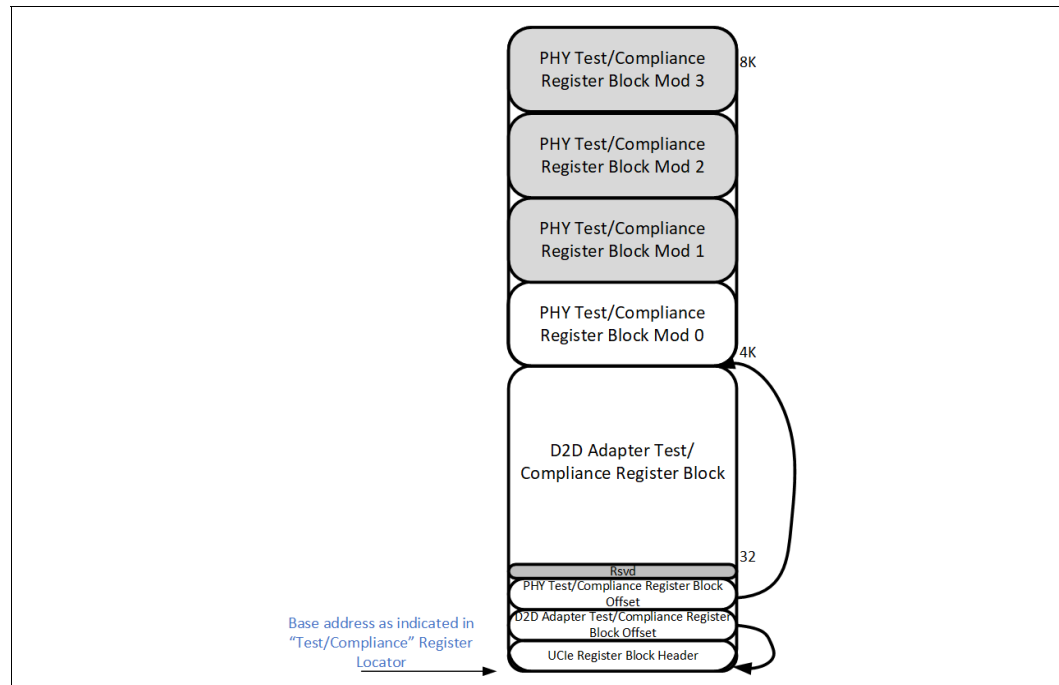 PHY Test/Compliance
Register Block Mod 3
8K
PHY Test/Compliance
Register Block Mod 2
PHY Test/Compliance
Register Block Mod 1
PHY Test/Compliance
Register Block Mod 0
4K
D2D Adapter Test/
Compliance Register Block
32
Rsvd
PHY Test/Compliance Register Block
Offset
D2D Adapter Test/Compliance Register
Block Offset
UCIe Register Block Header
Base address as indicated in
“Test/Compliance” Register
Locator